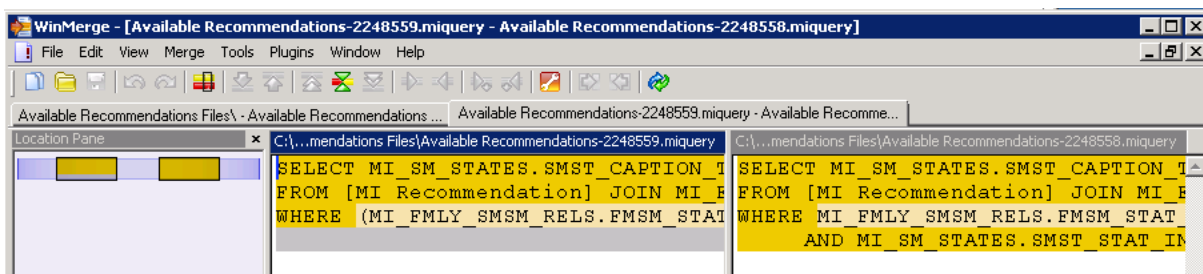 WinMerge - [Available Recommendations-2248559.miquery - Available Recommendations-2248558.miquery]
File Edit View Merge Tools Plugins Window Help
Available Recommendations Files\ - Available Recommendations ... Available Recommendations-2248559.miquery - Available Recomme...
Location Pane x C:\...mendations Files\Available Recommendations-2248559.miquery C:\...mendations Files\Available Recommendations-2248558.miquery
SELECT MI_SM_STATES.SMST_CAPTION_T
FROM [MI Recommendation] JOIN MI_
WHERE (MI_FMLY_SMSM_RELS.FMSM_STAT
SELECT MI_SM_STATES.SMST_CAPTION_T
FROM [MI Recommendation] JOIN MI_
WHERE MI_FMLY_SMSM_RELS.FMSM_STAT_
AND MI_SM_STATES.SMST_STAT_IN